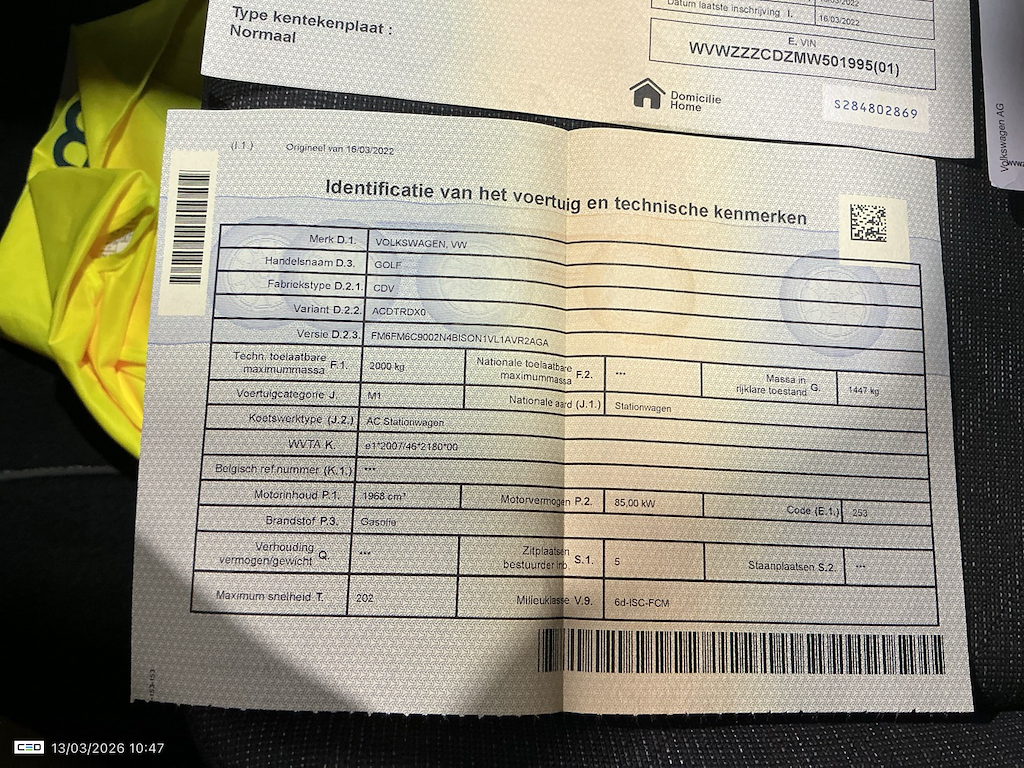 Type kentekenplaat :
Normaal
Datum laatste inschrijving I. 16/03/2022
E. VIN
WVWZZZCDZMW501995(01)
Domicilie
Home
S284802869
Volkswagen AG
(I.1.) Origineel van 16/03/2022
Identificatie van het voertuig en technische kenmerken
Merk D.1. VOLKSWAGEN, VW
Handelsnaam D.3. GOLF
Fabriekstype D.2.1. CDV
Variant D.2.2. ACDTRDX0
Versie D.2.3. FM6FM6C9002N4BISON1VL1AVR2AGA
Techn. toelaatbare maximummassa F.1. 2000 kg Nationale toelaatbare maximummassa F.2. *** Massa in rijklare toestand G. 1447 kg
Voertuigcategorie J. M1 Nationale aard (J.1.) Stationwagen
Koetswerktype (J.2.) AC Stationwagen
WVTA K. e1*2007/46*2180*00
Belgisch ref.nummer (K.1.) ***
Motorinhoud P.1. 1968 cm³ Motorvermogen P.2. 85,00 kW Code (E.1.) 253
Brandstof P.3. Gasolie
Verhouding vermogen/gewicht Q. *** Zitplaatsen bestuurder inb. S.1. 5 Staanplaatsen S.2. ***
Maximum snelheid T. 202 Milieuklasse V.9. 6d-ISC-FCM
CEO 13/03/2026 10:47